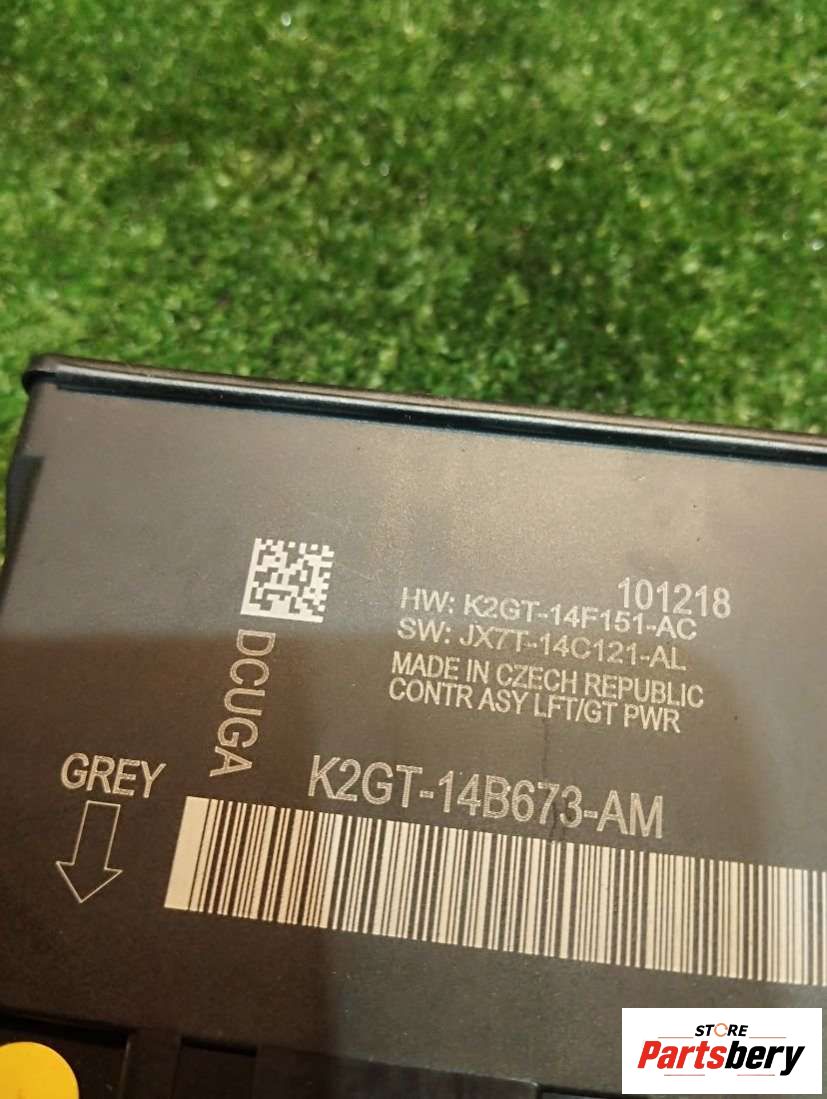 101218
HW: K2GT-14F151-AC
SW: JX7T-14C121-AL
MADE IN CZECH REPUBLIC
CONTR ASY LFT/GT PWR
DCUGA
GREY
K2GT-14B673-AM
STORE
Partsbery